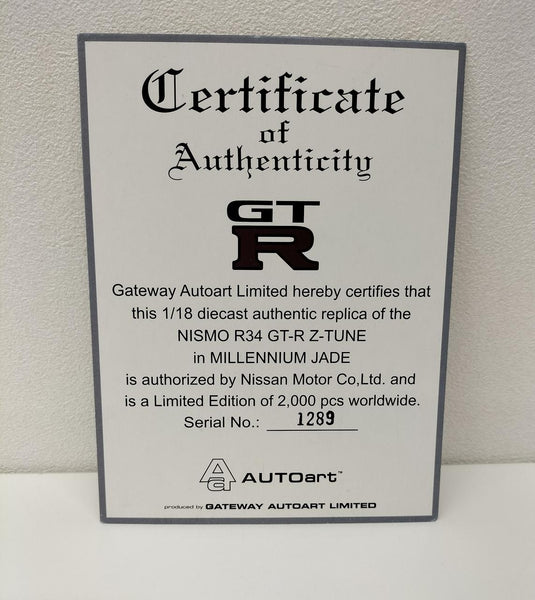 Certificate
of
Authenticity
GT
R
Gateway Autoart Limited hereby certifies that
this 1/18 diecast authentic replica of the
NISMO R34 GT-R Z-TUNE
in MILLENNIUM JADE
is authorized by Nissan Motor Co,Ltd. and
is a Limited Edition of 2,000 pcs worldwide.
Serial No.: 1289
AUTOart™
produced by GATEWAY AUTOART LIMITED